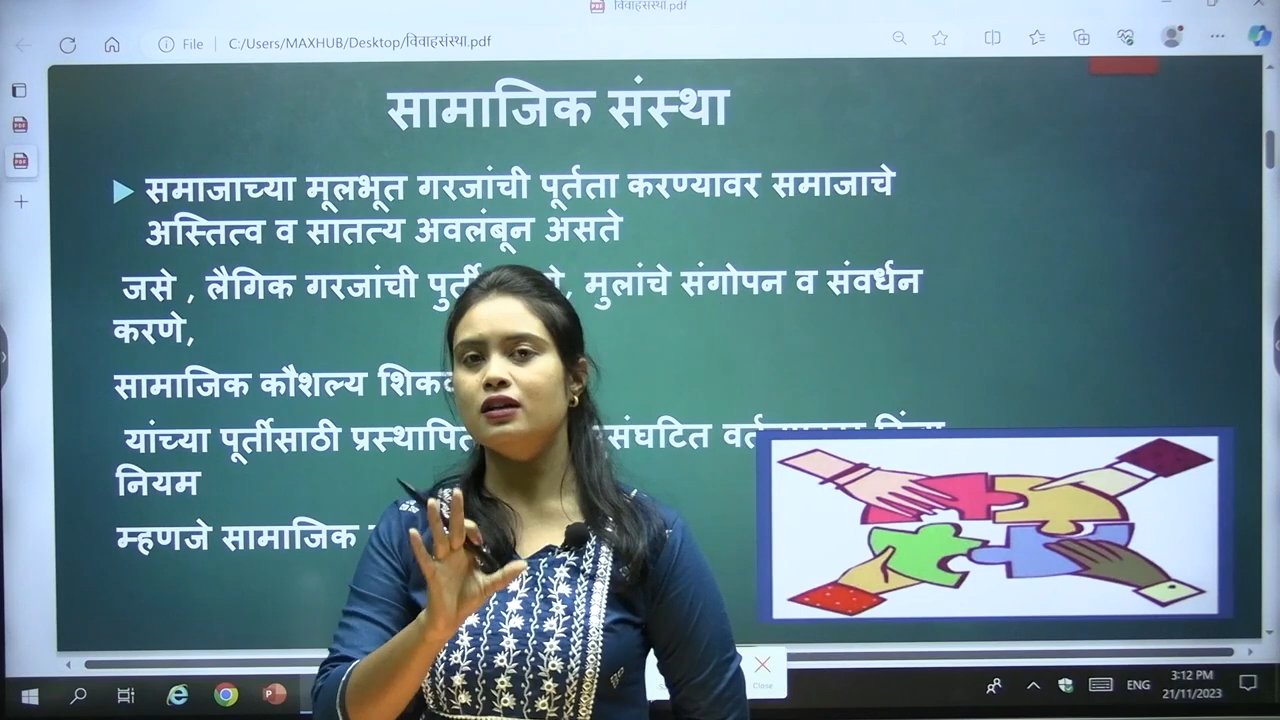 विवाहसंस्था.pdf
File | C:/Users/MAXHUB/Desktop/विवाहसंस्था.pdf
सामाजिक संस्था
समाजाच्या मूलभूत गरजांची पूर्तता करण्यावर समाजाचे
अस्तित्व व सातत्य अवलंबून असते
जसे , लैगिक गरजांची मुलांचे संगोपन व संवर्धन
करणे,
सामाजिक कौशल्य
यांच्या पूर्तीसाठी संघटित
नियम
म्हणजे सामाजिक
Close
ENG
3:12 PM
21/11/2023